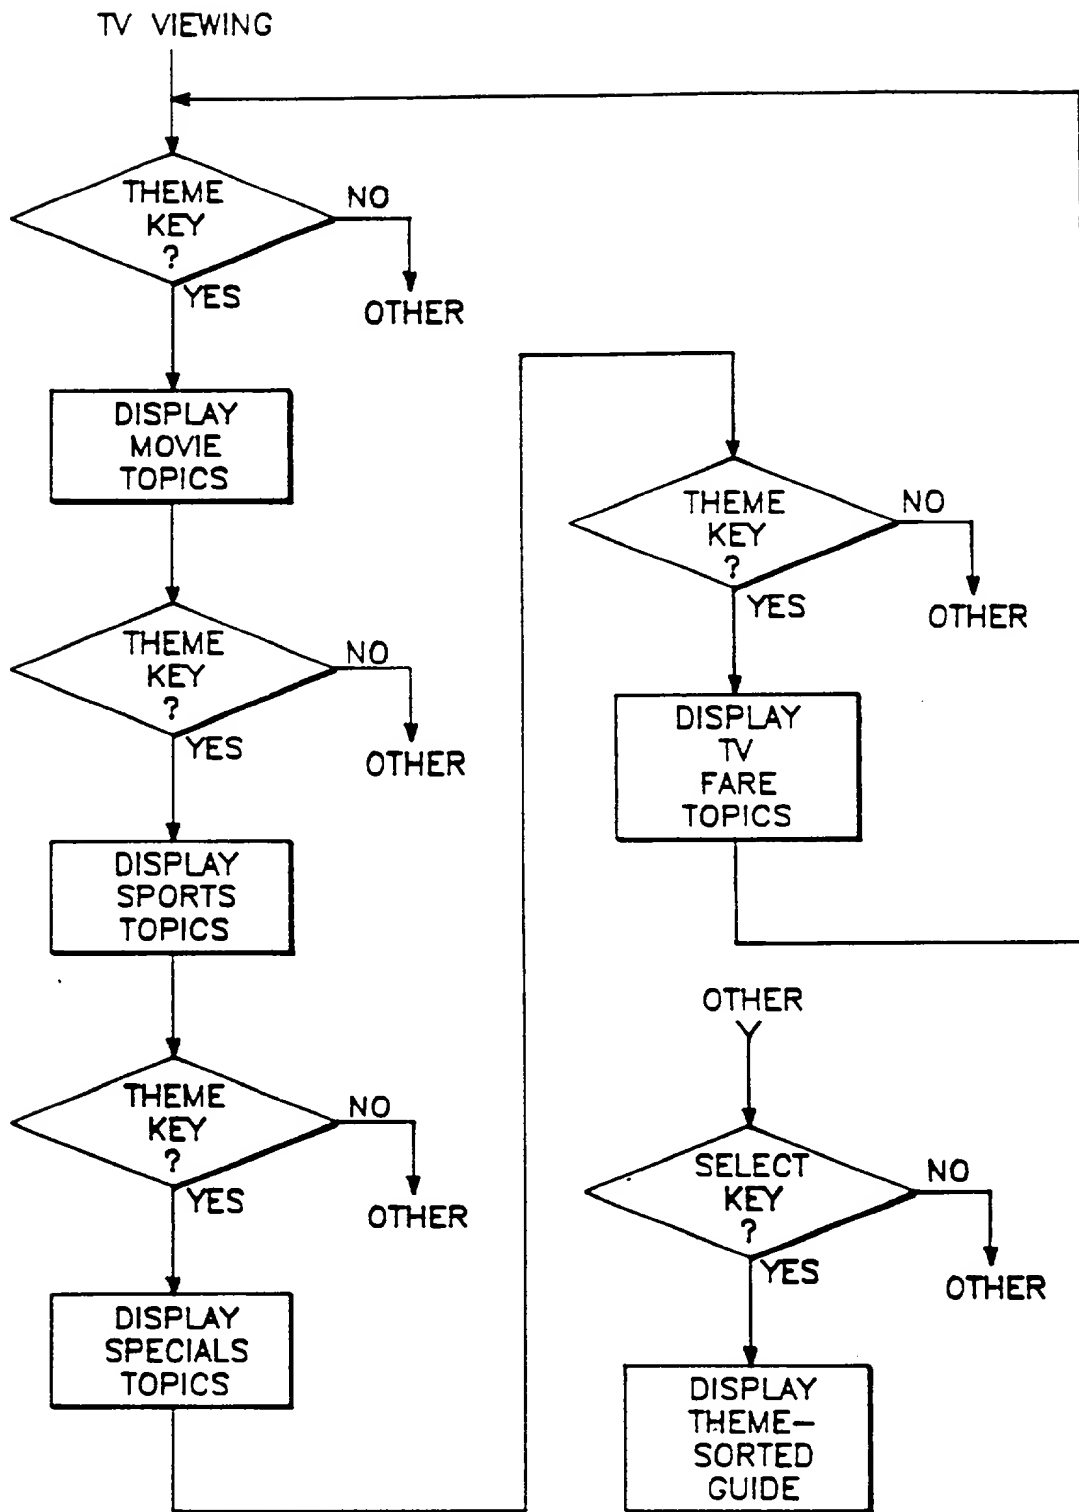 TV VIEWING
THEME
KEY
?
NO
YES
OTHER
DISPLAY
MOVIE
TOPICS
THEME
KEY
?
NO
YES
OTHER
DISPLAY
SPORTS
TOPICS
THEME
KEY
?
NO
YES
OTHER
DISPLAY
SPECIALS
TOPICS
THEME
KEY
?
NO
YES
OTHER
DISPLAY
TV
FARE
TOPICS
OTHER
SELECT
KEY
?
NO
YES
OTHER
DISPLAY
THEME-
SORTED
GUIDE